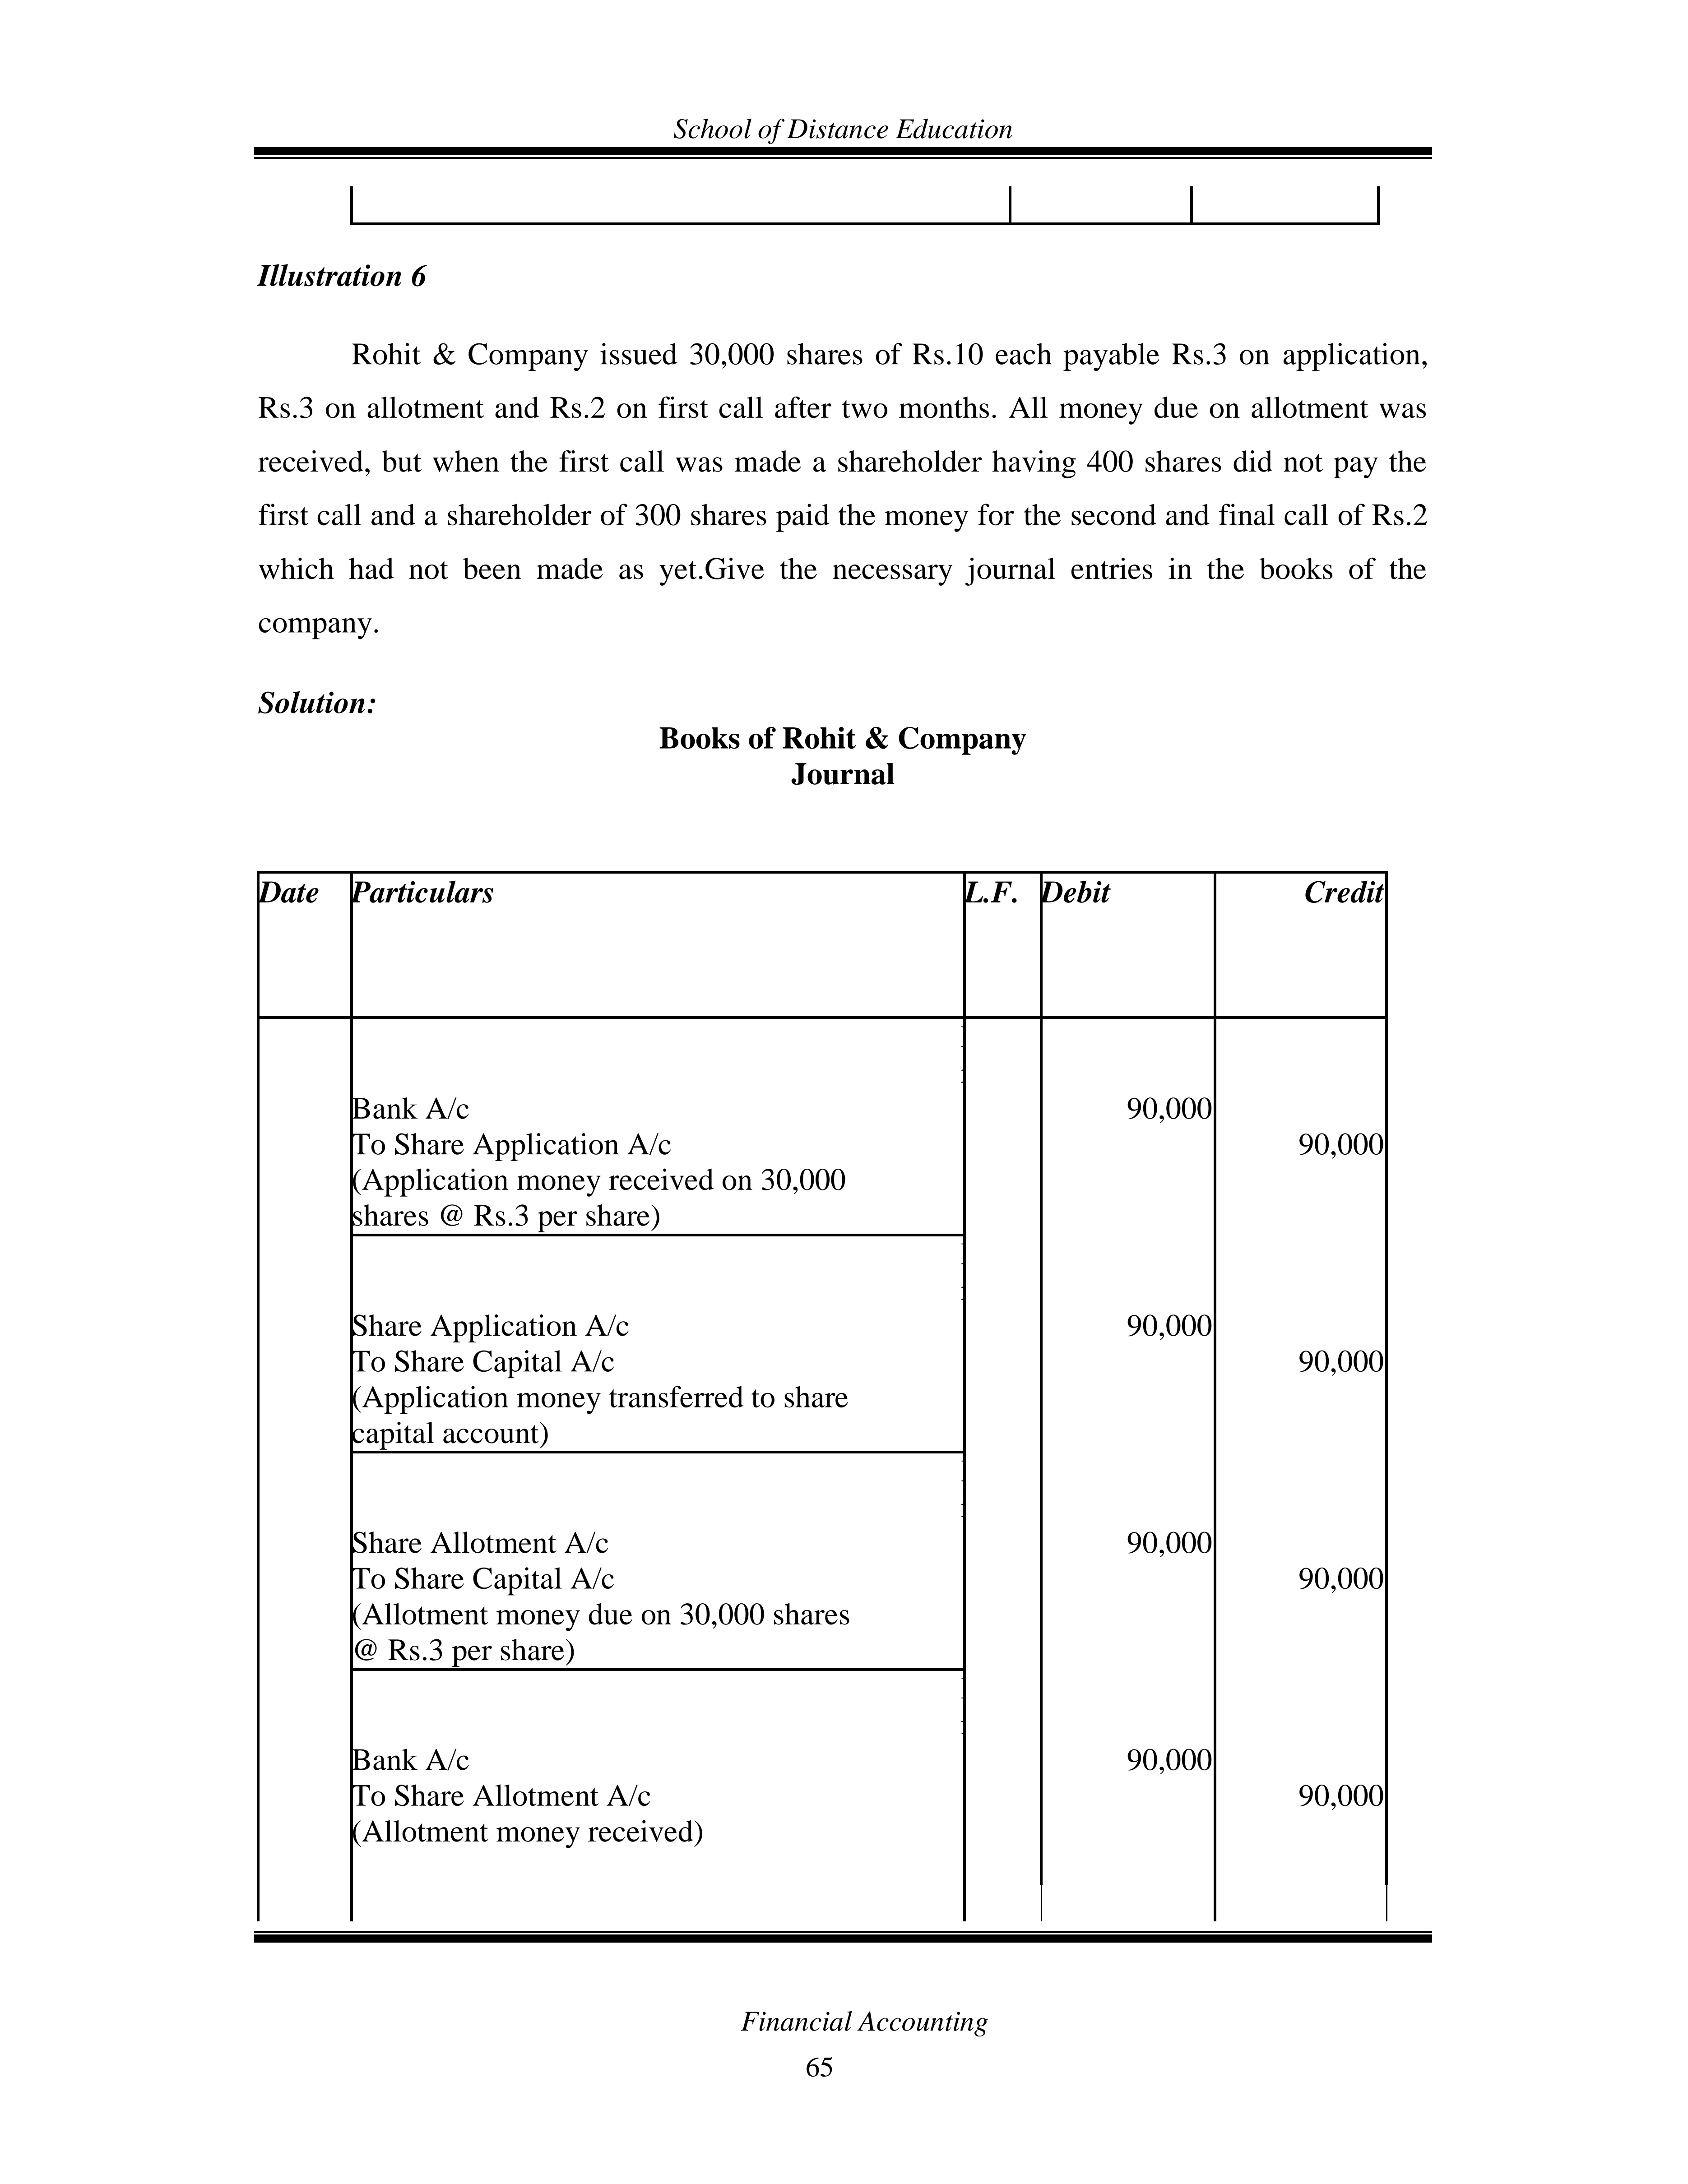 School of Distance Education
Illustration 6
Rohit & Company issued 30,000 shares of Rs.10 each payable Rs.3 on application,
Rs.3 on allotment and Rs.2 on first call after two months. All money due on allotment was
received, but when the first call was made a shareholder having 400 shares did not pay the
first call and a shareholder of 300 shares paid the money for the second and final call of Rs.2
which had not been made as yet.Give the necessary journal entries in the books of the
company.
Solution:
Books of Rohit & Company
Journal
Date Particulars L.F. Debit Credit
Bank A/c 90,000
To Share Application A/c 90,000
(Application money received on 30,000
shares @ Rs.3 per share)
Share Application A/c 90,000
To Share Capital A/c 90,000
(Application money transferred to share
capital account)
Share Allotment A/c 90,000
To Share Capital A/c 90,000
(Allotment money due on 30,000 shares
@ Rs.3 per share)
Bank A/c 90,000
To Share Allotment A/c 90,000
(Allotment money received)
Financial Accounting
65